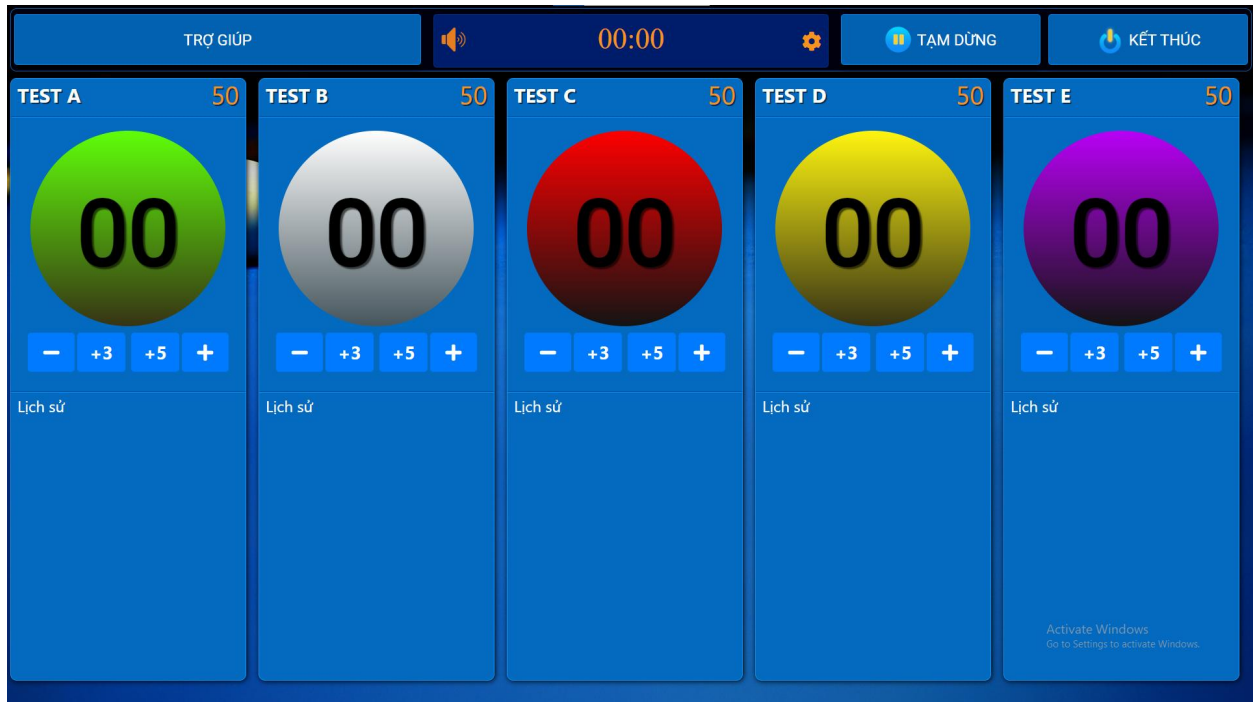 TRỢ GIÚP
00:00
TẠM DỪNG
KẾT THÚC
TEST A 50
00
− +3 +5 +
Lịch sử
TEST B 50
00
− +3 +5 +
Lịch sử
TEST C 50
00
− +3 +5 +
Lịch sử
TEST D 50
00
− +3 +5 +
Lịch sử
TEST E 50
00
− +3 +5 +
Lịch sử
Activate Windows
Go to Settings to activate Windows.